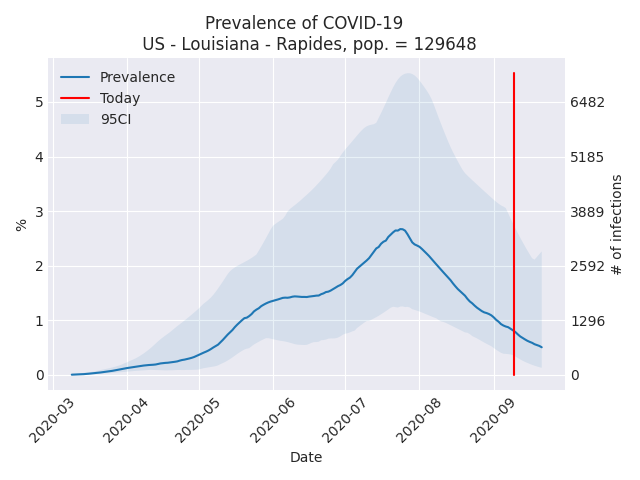 Prevalence of COVID-19
US - Louisiana - Rapides, pop. = 129648
Prevalence
Today
95CI
5
4
3
2
1
0
%
6482
5185
3889
2592
1296
0
# of infections
2020-03
2020-04
2020-05
2020-06
2020-07
2020-08
2020-09
Date